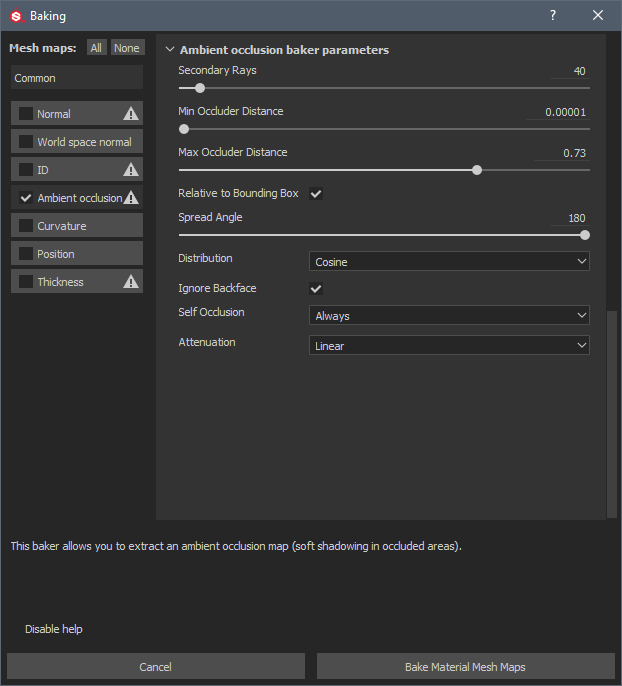 Baking
?
Mesh maps: All None
Common
Normal
World space normal
ID
Ambient occlusion
Curvature
Position
Thickness
Ambient occlusion baker parameters
Secondary Rays 40
Min Occluder Distance 0.00001
Max Occluder Distance 0.73
Relative to Bounding Box
Spread Angle 180
Distribution Cosine
Ignore Backface
Self Occlusion Always
Attenuation Linear
This baker allows you to extract an ambient occlusion map (soft shadowing in occluded areas).
Disable help
Cancel Bake Material Mesh Maps